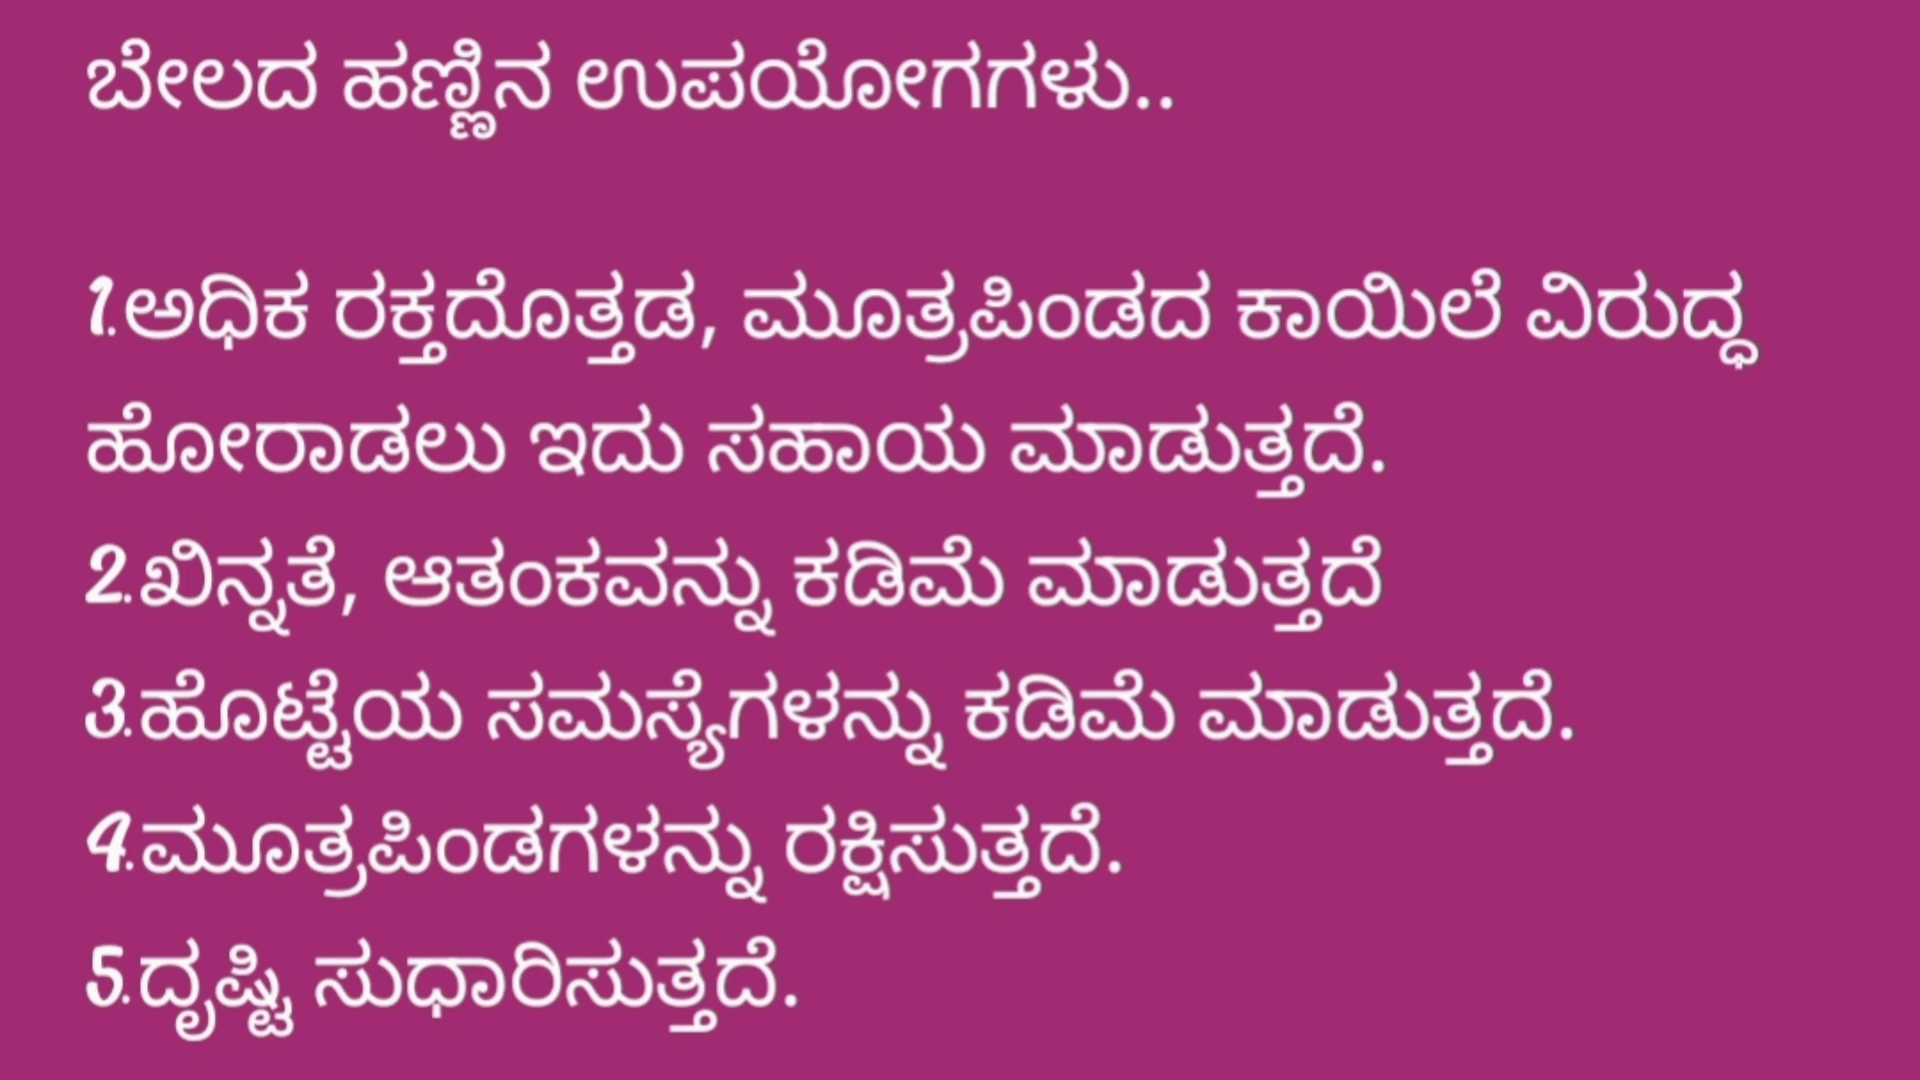 ಬೇಲದ ಹಣ್ಣಿನ ಉಪಯೋಗಗಳು..
1.ಅಧಿಕ ರಕ್ತದೊತ್ತಡ, ಮೂತ್ರಪಿಂಡದ ಕಾಯಿಲೆ ವಿರುದ್ಧ
ಹೋರಾಡಲು ಇದು ಸಹಾಯ ಮಾಡುತ್ತದೆ.
2.ಖಿನ್ನತೆ, ಆತಂಕವನ್ನು ಕಡಿಮೆ ಮಾಡುತ್ತದೆ
3.ಹೊಟ್ಟೆಯ ಸಮಸ್ಯೆಗಳನ್ನು ಕಡಿಮೆ ಮಾಡುತ್ತದೆ.
4.ಮೂತ್ರಪಿಂಡಗಳನ್ನು ರಕ್ಷಿಸುತ್ತದೆ.
5.ದೃಷ್ಟಿ ಸುಧಾರಿಸುತ್ತದೆ.